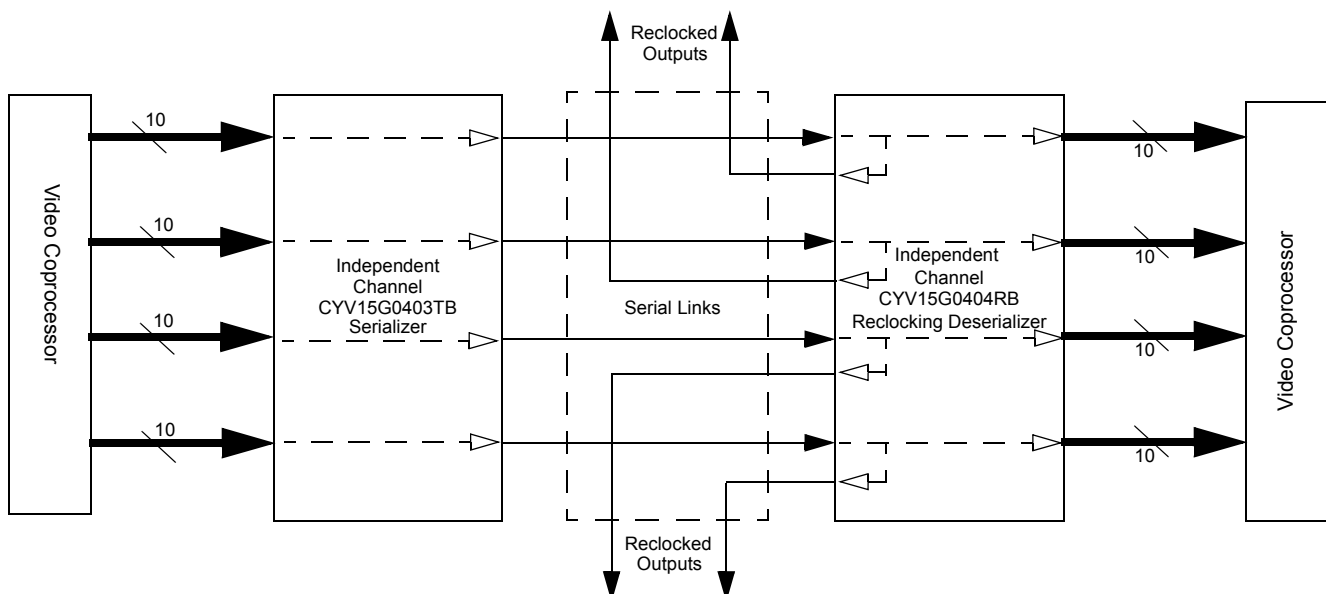 Reclocked
Outputs
10
10
10
10
Video Coprocessor
Independent
Channel
CYV15G0403TB
Serializer
Serial Links
Independent
Channel
CYV15G0404RB
Reclocking Deserializer
10
10
10
10
Video Coprocessor
Reclocked
Outputs